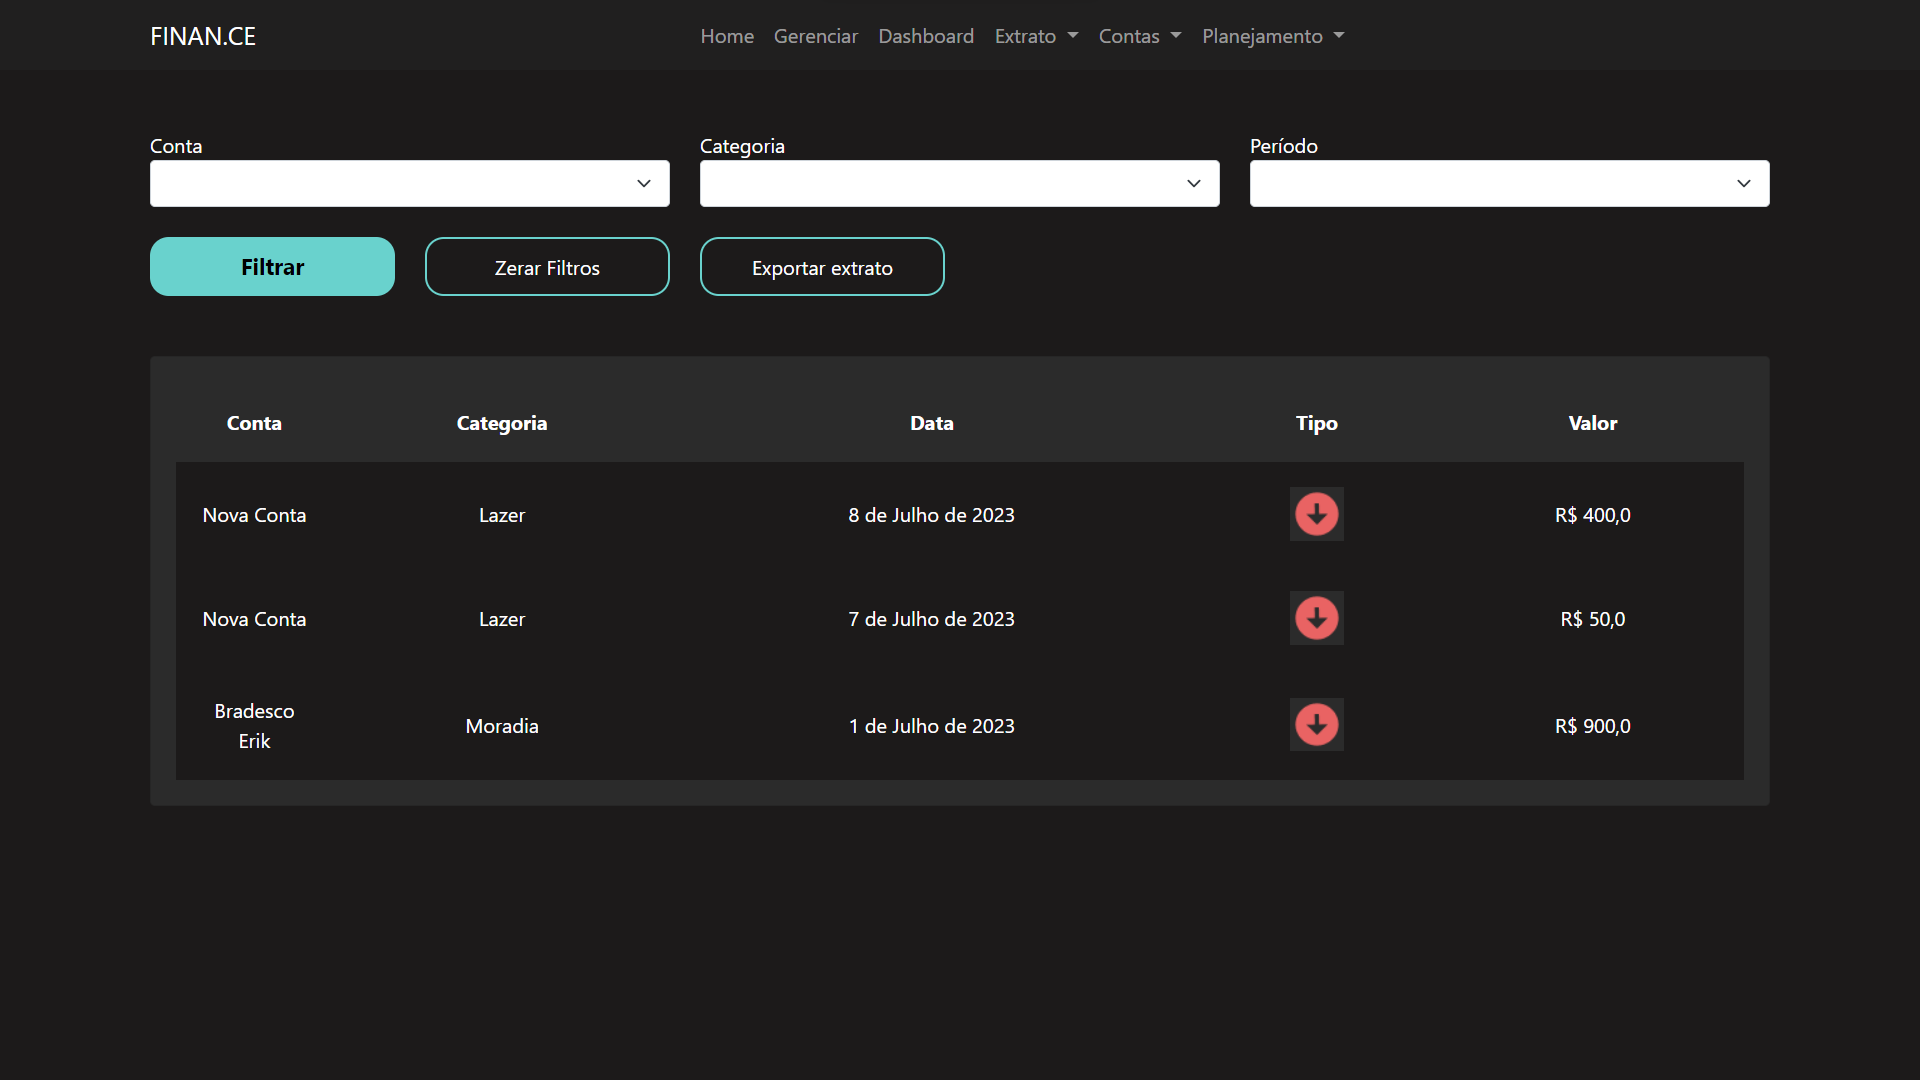 FINAN.CE
Home Gerenciar Dashboard Extrato Contas Planejamento
Conta Categoria Período
Filtrar Zerar Filtros Exportar extrato
Conta Categoria Data Tipo Valor
Nova Conta Lazer 8 de Julho de 2023 R$ 400,0
Nova Conta Lazer 7 de Julho de 2023 R$ 50,0
Bradesco
Erik
Moradia 1 de Julho de 2023 R$ 900,0